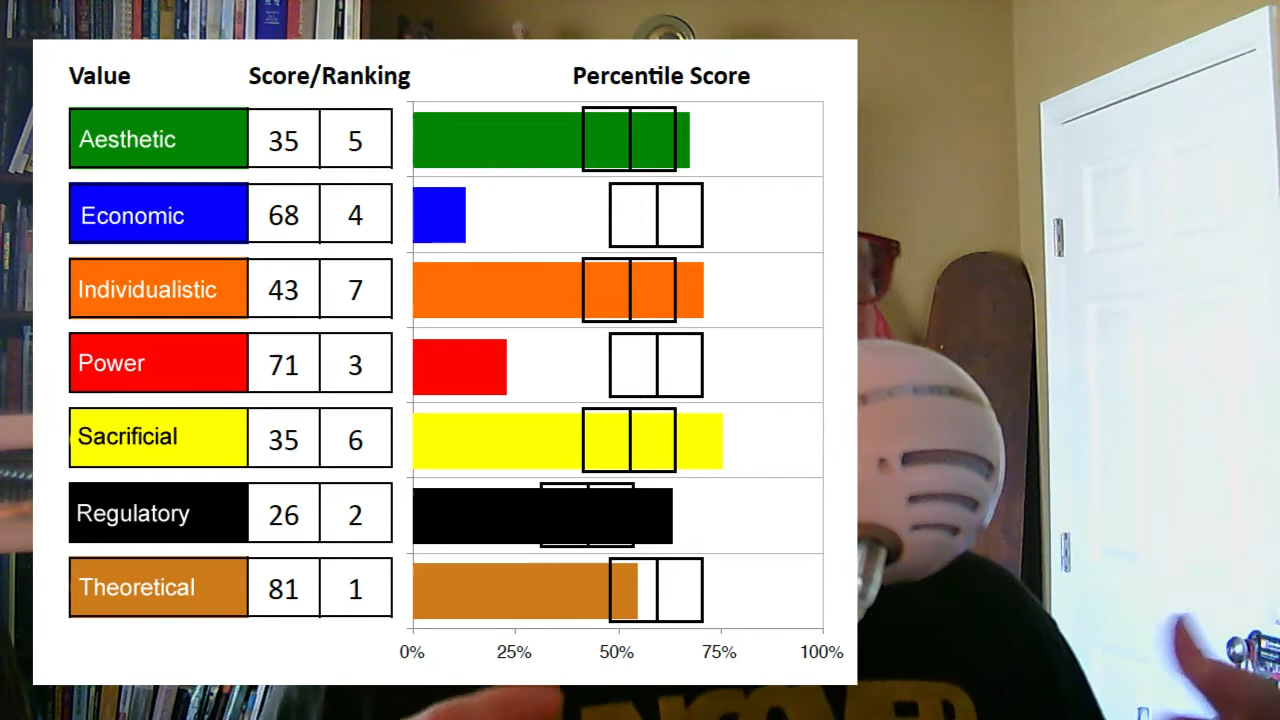 Value Score/Ranking Percentile Score
Aesthetic 35 5
Economic 68 4
Individualistic 43 7
Power 71 3
Sacrificial 35 6
Regulatory 26 2
Theoretical 81 1
0% 25% 50% 75% 100%